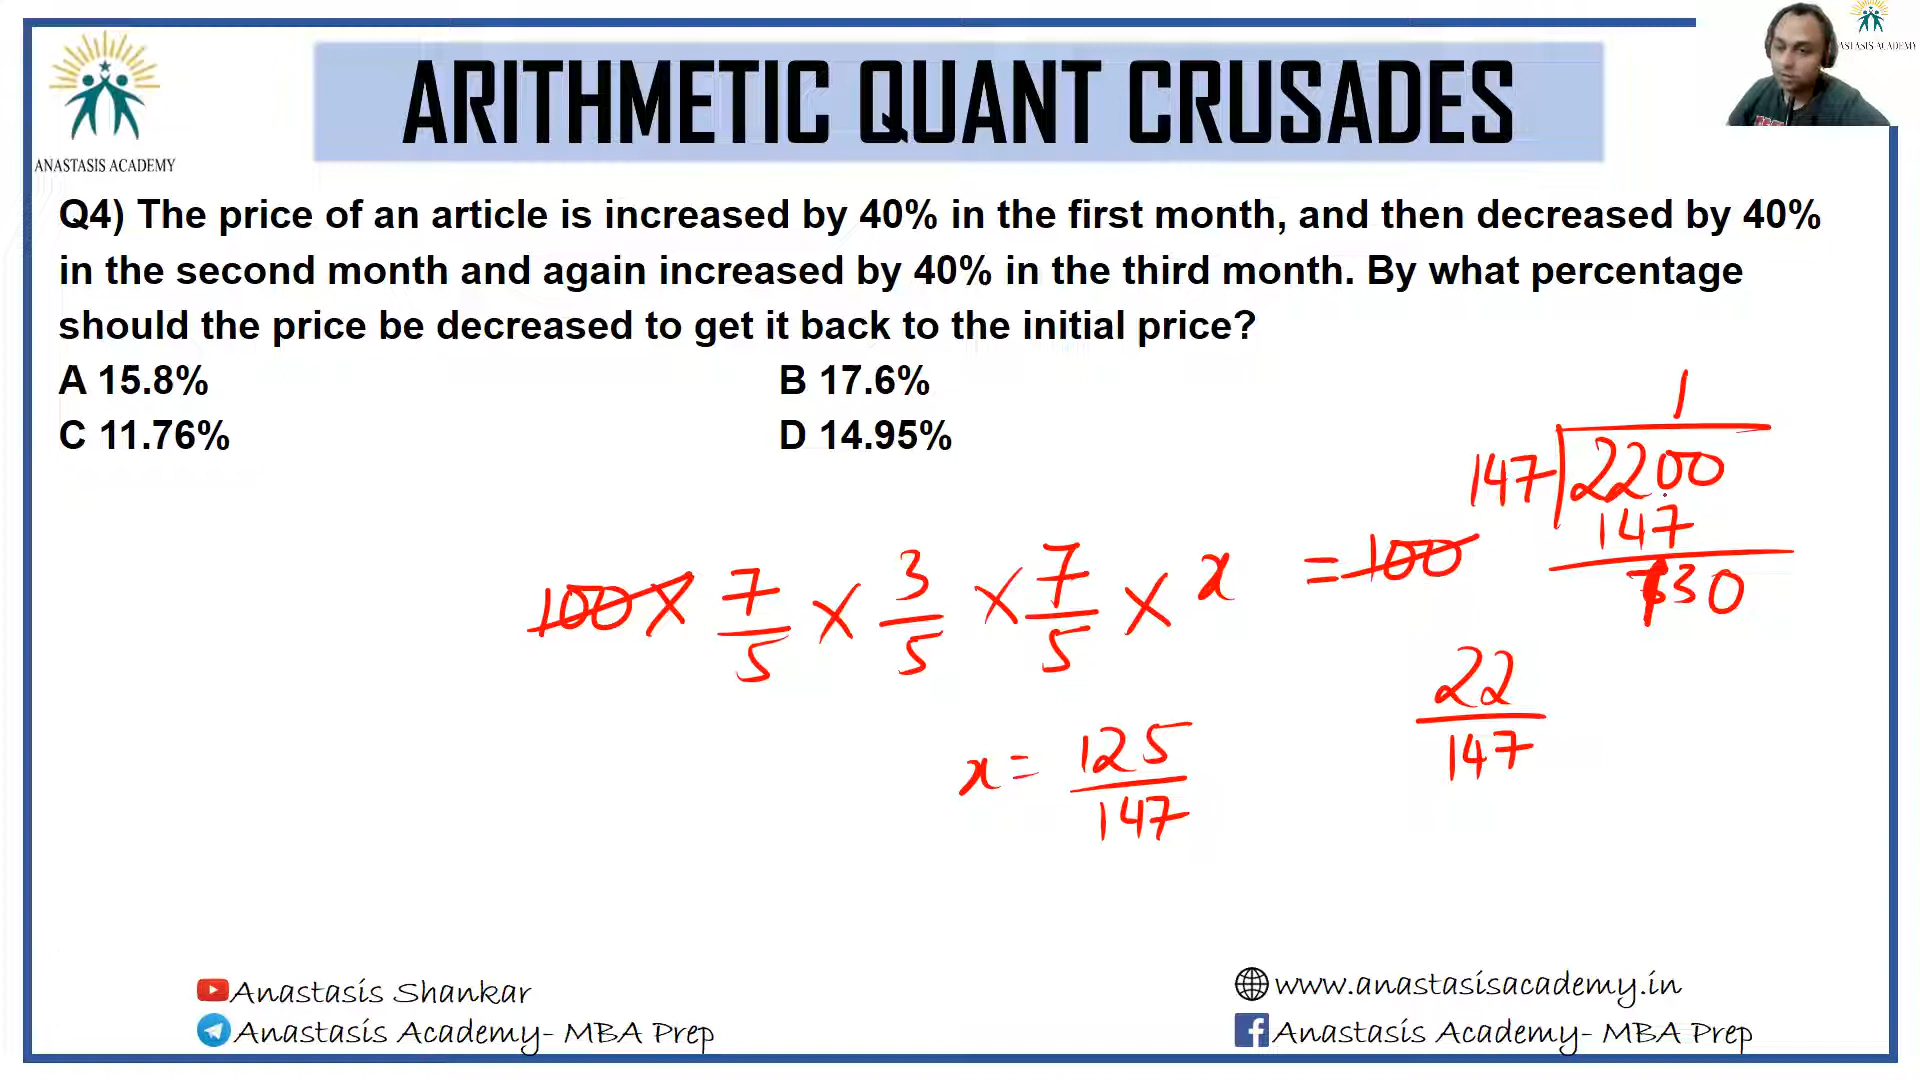 ARITHMETIC QUANT CRUSADES
ANASTASIS ACADEMY
Q4) The price of an article is increased by 40% in the first month, and then decreased by 40%
in the second month and again increased by 40% in the third month. By what percentage
should the price be decreased to get it back to the initial price?
A 15.8%
B 17.6%
C 11.76%
D 14.95%
1
147 2200
147
730
100 × 7/5 × 3/5 × 7/5 × x = 100
22/147
x = 125/147
Anastasis Shankar
www.anastasisacademy.in
Anastasis Academy- MBA Prep
Anastasis Academy- MBA Prep